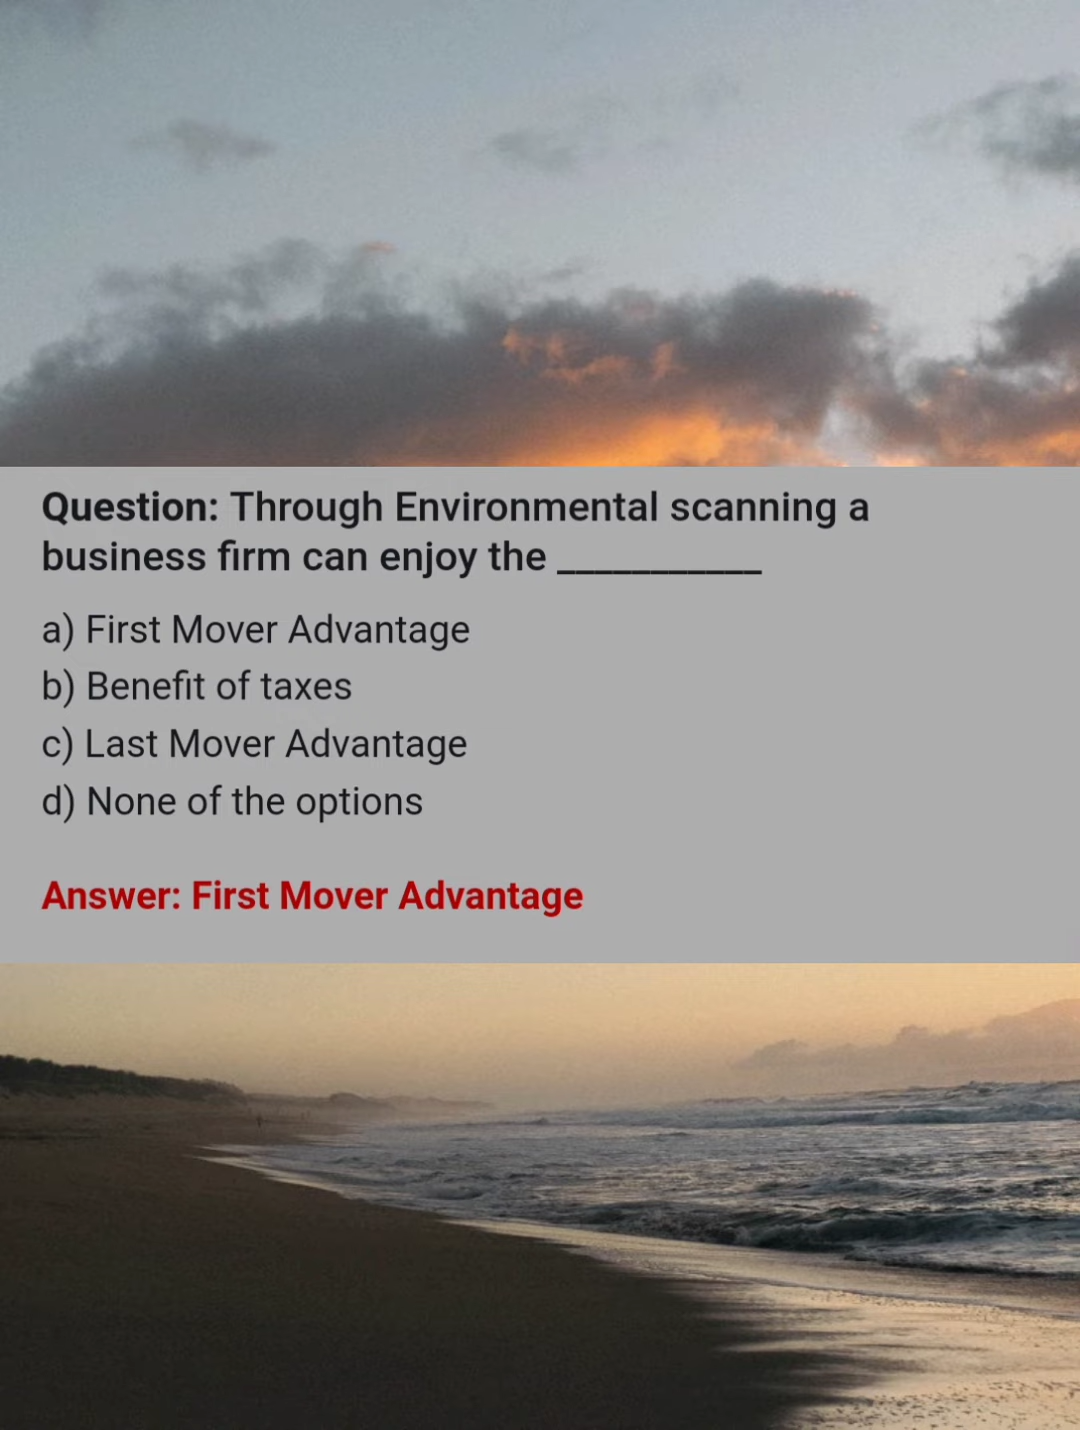 Question: Through Environmental scanning a
business firm can enjoy the ___________
a) First Mover Advantage
b) Benefit of taxes
c) Last Mover Advantage
d) None of the options
Answer: First Mover Advantage